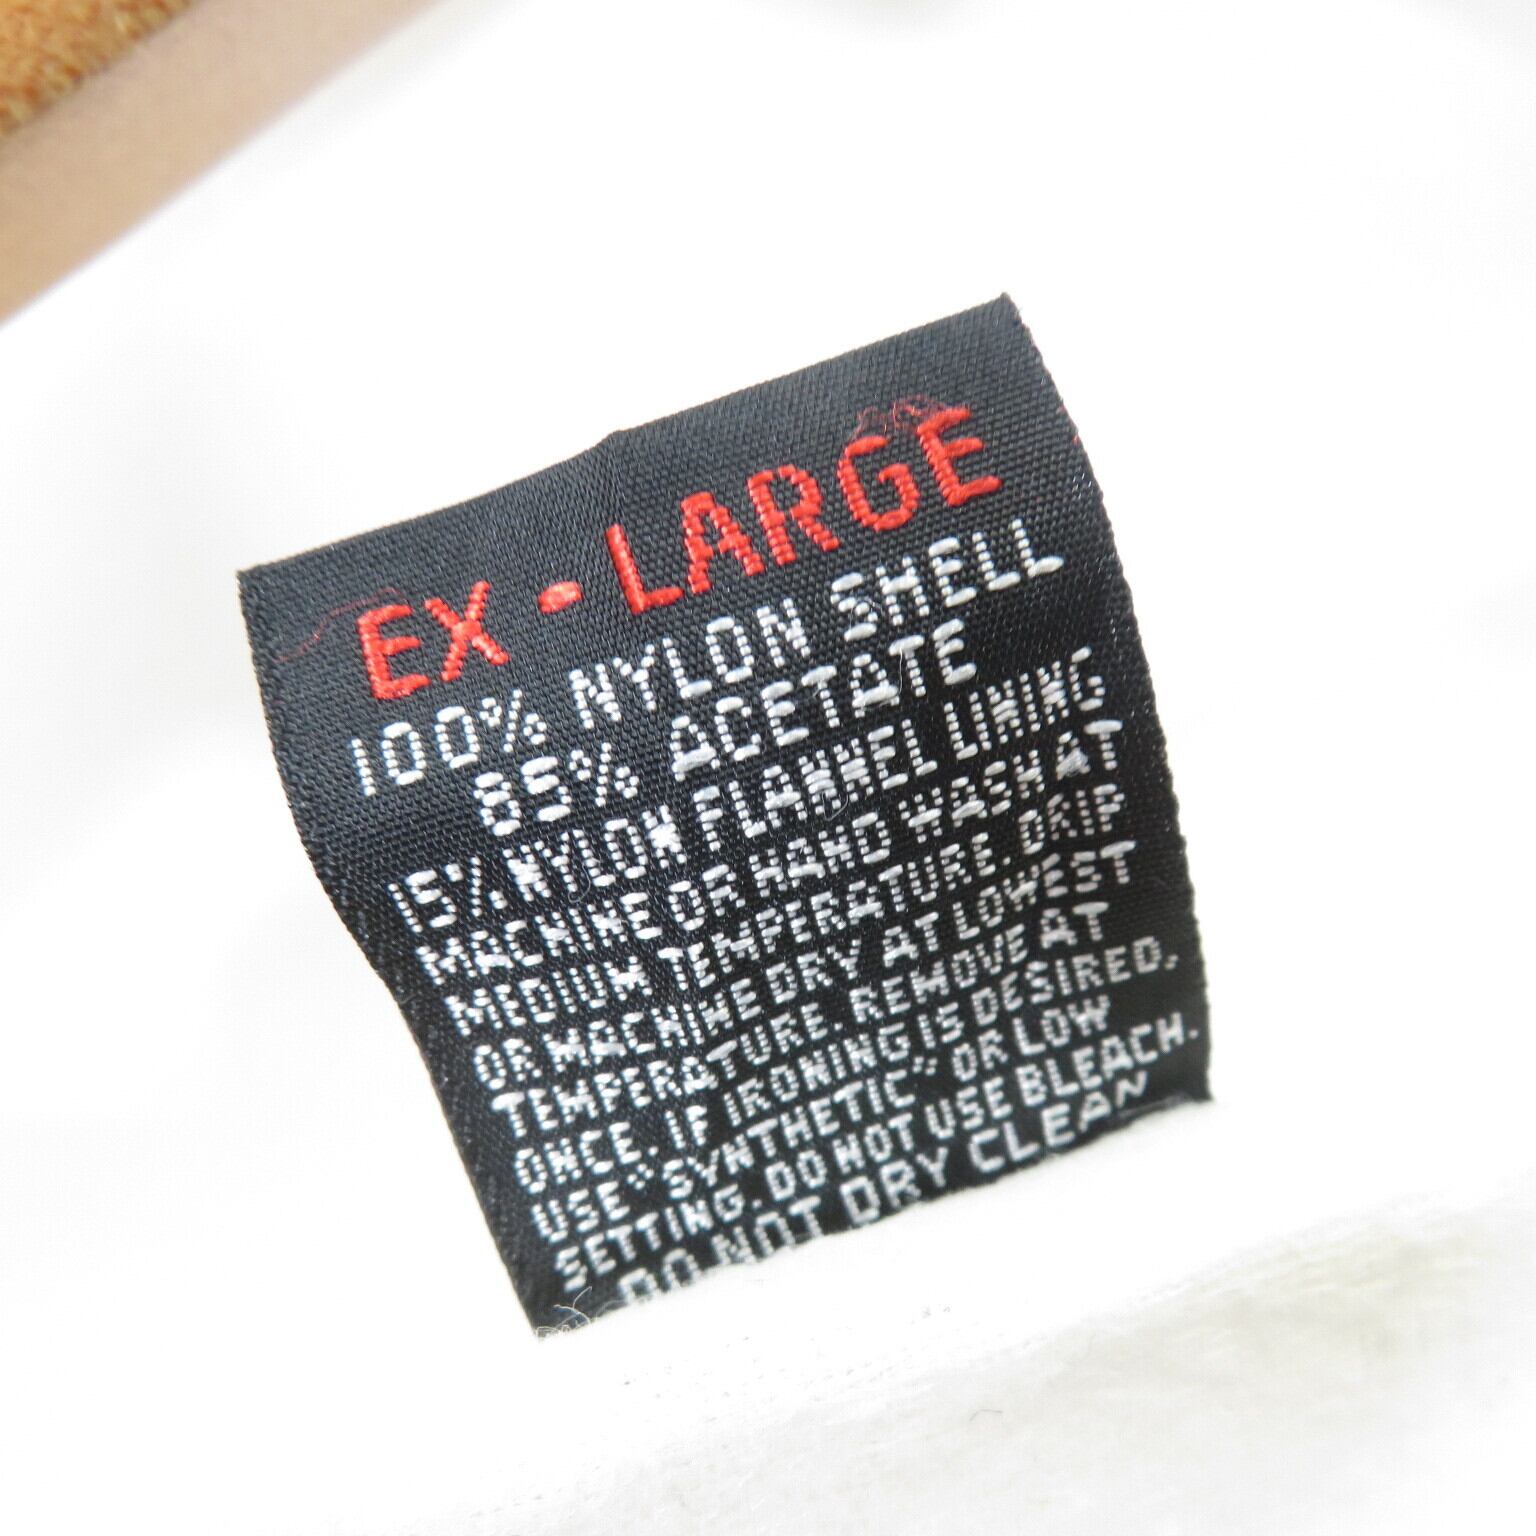 EX-LARGE
100% NYLON SHELL
85% ACETATE
15% NYLON FLANNEL LINING
MACHINE OR HAND WASH AT
MEDIUM TEMPERATURE. DRIP
OR MACHINE DRY AT LOWEST
TEMPERATURE. REMOVE AT
ONCE. IF IRONING IS DESIRED,
USE "SYNTHETIC" OR LOW
SETTING. DO NOT USE BLEACH.
DO NOT DRY CLEAN